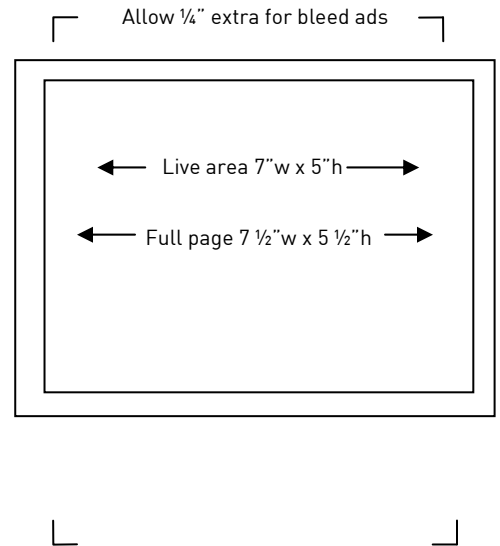 Allow ¼” extra for bleed ads
Live area 7”w x 5”h
Full page 7 ½”w x 5 ½”h